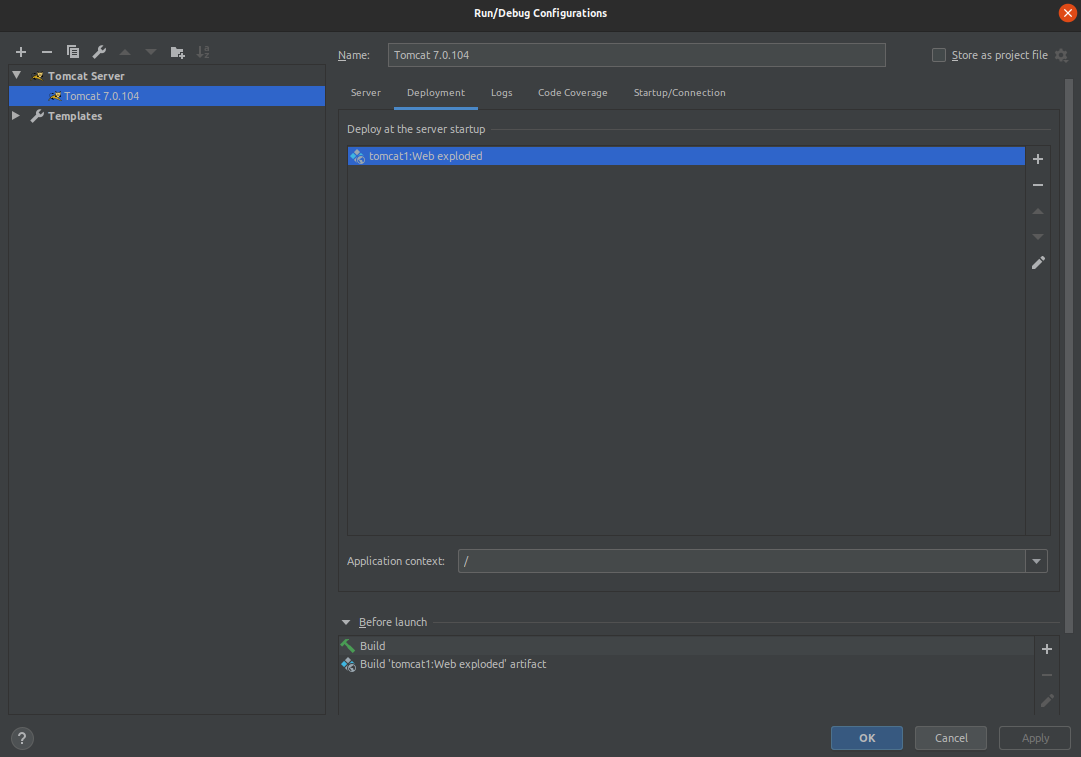 Run/Debug Configurations
Name: Tomcat 7.0.104
Store as project file
Tomcat Server
Tomcat 7.0.104
Templates
Server Deployment Logs Code Coverage Startup/Connection
Deploy at the server startup
tomcat1:Web exploded
Application context: /
Before launch
Build
Build 'tomcat1:Web exploded' artifact
?
OK Cancel Apply